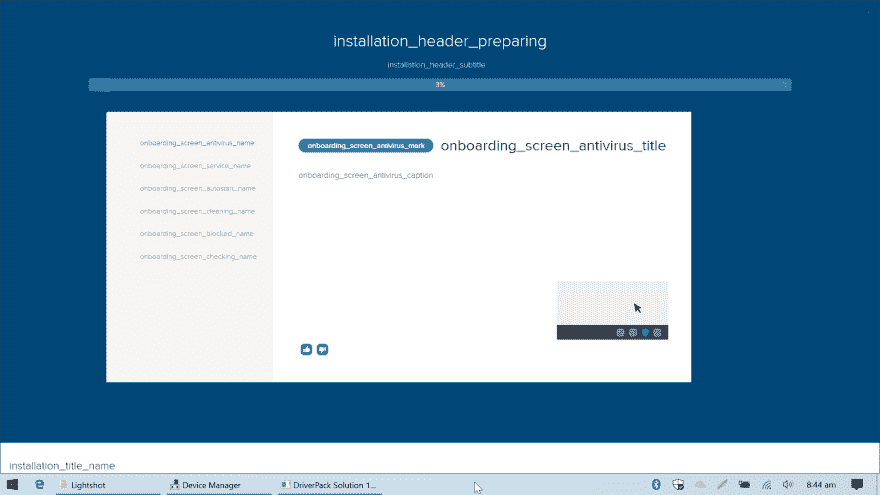 installation_header_preparing
installation_header_subtitle
3%
onboarding_screen_antivirus_name
onboarding_screen_service_name
onboarding_screen_autostart_name
onboarding_screen_cleaning_name
onboarding_screen_blocked_name
onboarding_screen_checking_name
onboarding_screen_antivirus_mark onboarding_screen_antivirus_title
onboarding_screen_antivirus_caption
installation_title_name
Lightshot Device Manager DriverPack Solution 1... 8:44 am